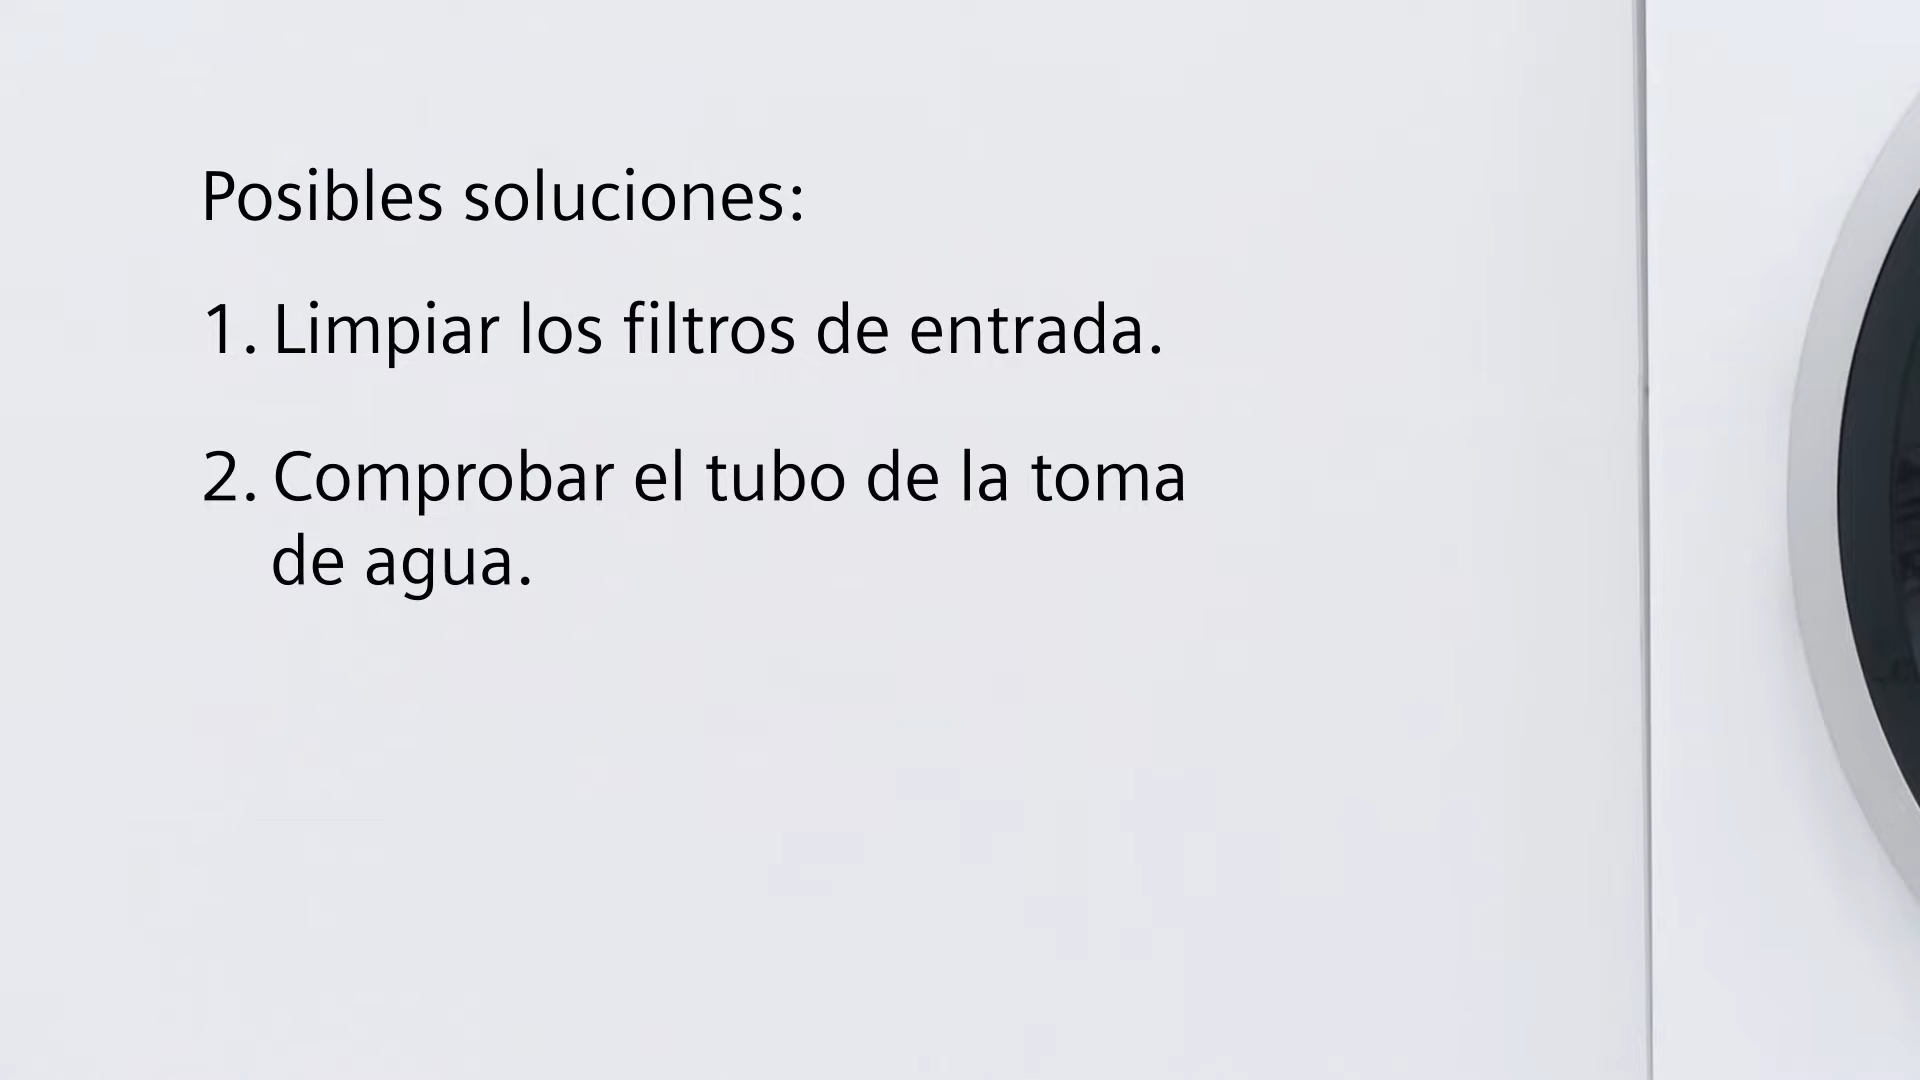 Posibles soluciones:
1. Limpiar los filtros de entrada.
2. Comprobar el tubo de la toma
de agua.